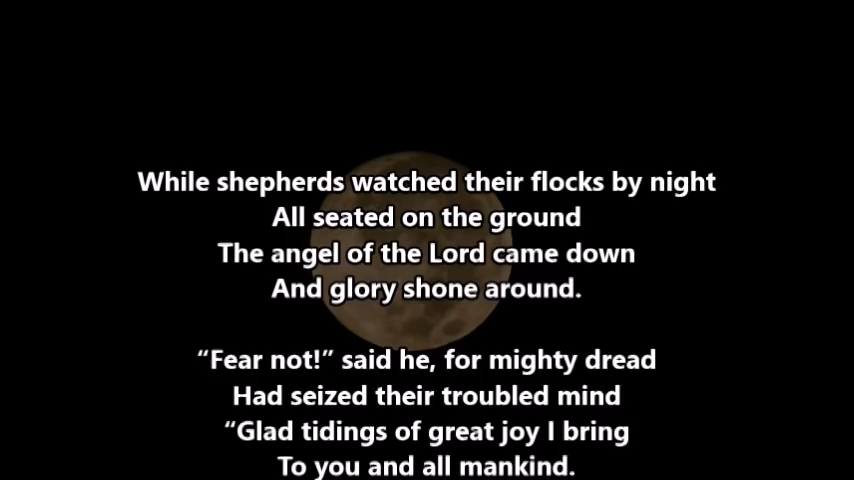 While shepherds watched their flocks by night
All seated on the ground
The angel of the Lord came down
And glory shone around.
“Fear not!” said he, for mighty dread
Had seized their troubled mind
“Glad tidings of great joy I bring
To you and all mankind.